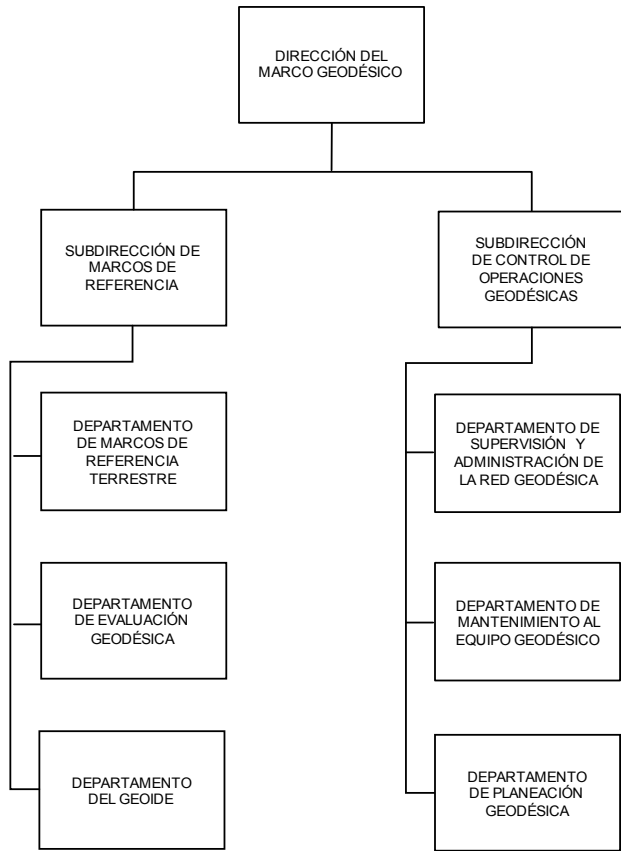 DIRECCIÓN DEL
MARCO GEODÉSICO
SUBDIRECCIÓN DE
MARCOS DE
REFERENCIA
SUBDIRECCIÓN
DE CONTROL DE
OPERACIONES
GEODÉSICAS
DEPARTAMENTO
DE MARCOS DE
REFERENCIA
TERRESTRE
DEPARTAMENTO DE
SUPERVISIÓN Y
ADMINISTRACIÓN DE
LA RED GEODÉSICA
DEPARTAMENTO
DE EVALUACIÓN
GEODÉSICA
DEPARTAMENTO DE
MANTENIMIENTO AL
EQUIPO GEODÉSICO
DEPARTAMENTO
DEL GEOIDE
DEPARTAMENTO
DE PLANEACIÓN
GEODÉSICA